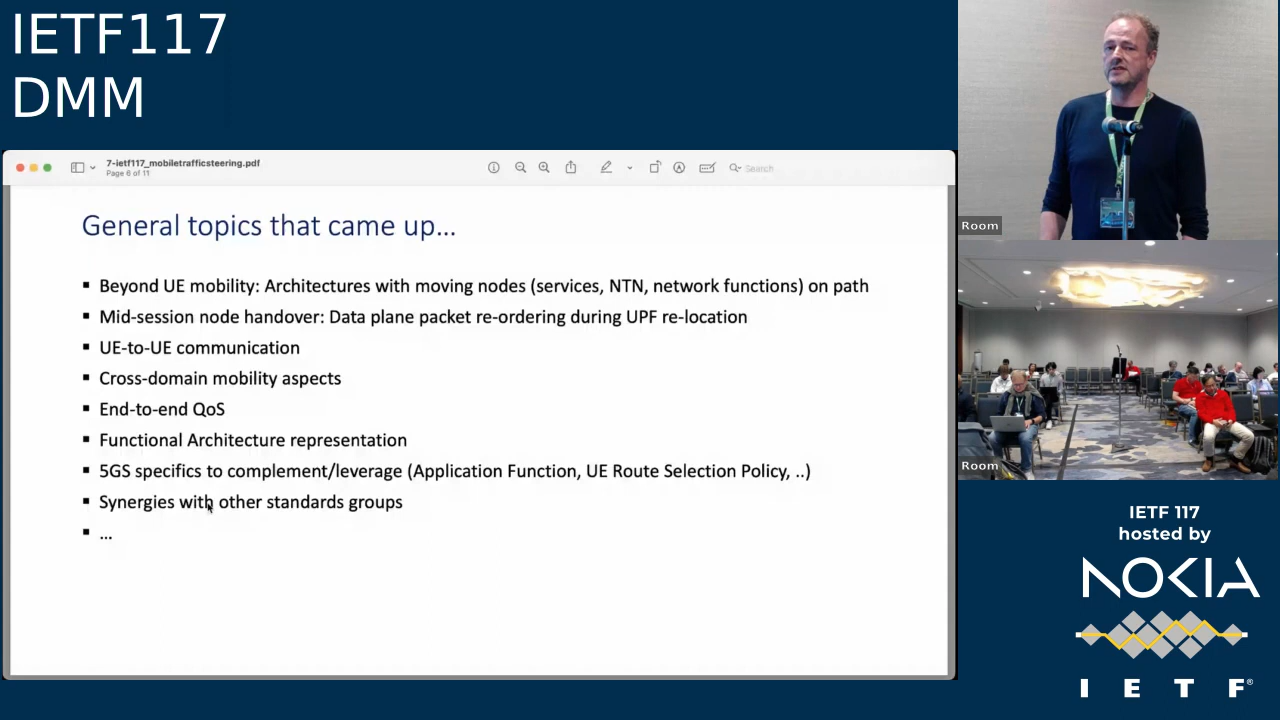 IETF117
DMM
7-ietf117_mobiletrafficsteering.pdf
Page 6 of 11
Search
General topics that came up...
▪ Beyond UE mobility: Architectures with moving nodes (services, NTN, network functions) on path
▪ Mid-session node handover: Data plane packet re-ordering during UPF re-location
▪ UE-to-UE communication
▪ Cross-domain mobility aspects
▪ End-to-end QoS
▪ Functional Architecture representation
▪ 5GS specifics to complement/leverage (Application Function, UE Route Selection Policy, ..)
▪ Synergies with other standards groups
▪ ...
Room
Room
IETF 117
hosted by
NOKIA
I E T F®